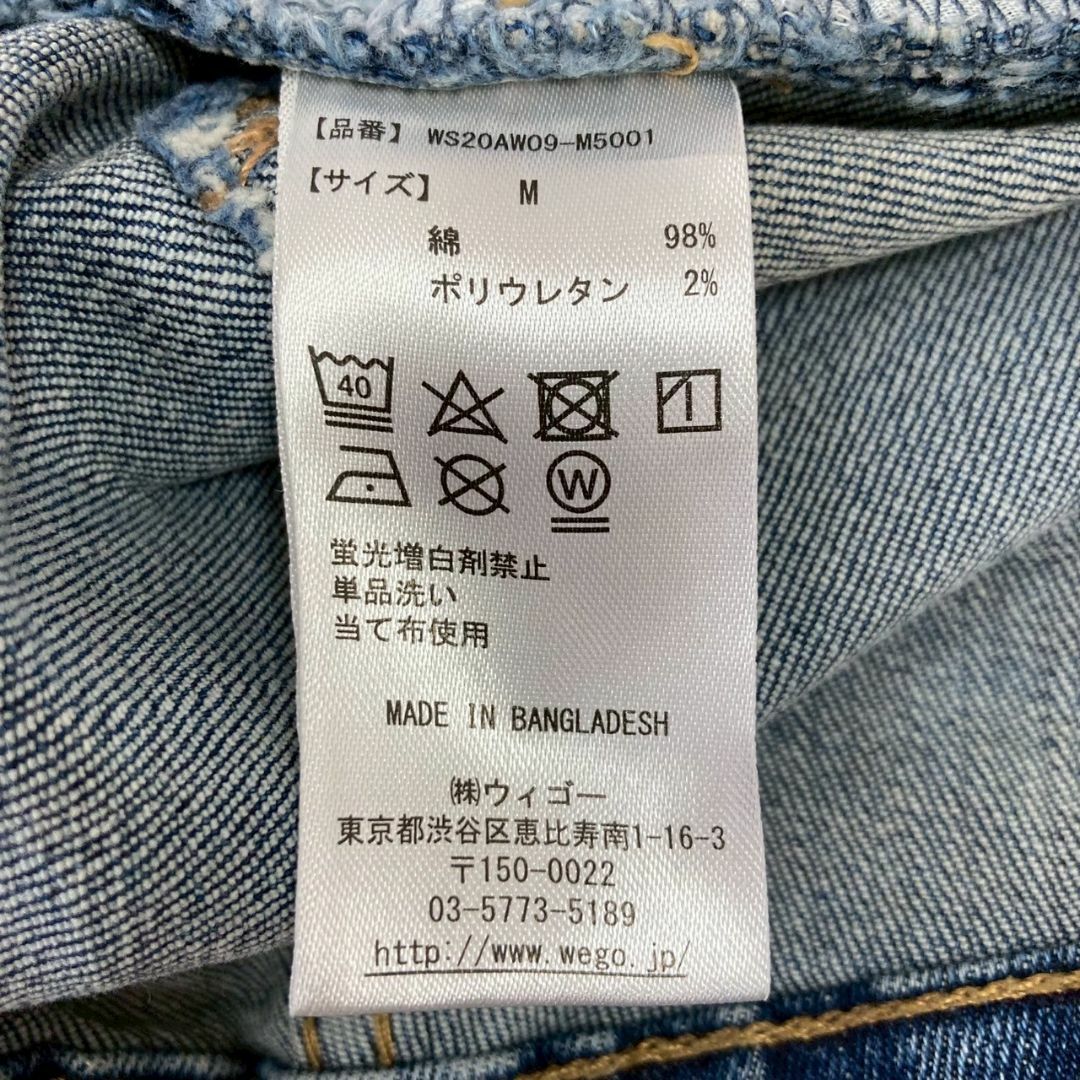 【品番】 WS20AW09-M5001
【サイズ】 M
綿 98%
ポリウレタン 2%
40
W
蛍光増白剤禁止
単品洗い
当て布使用
MADE IN BANGLADESH
㈱ウィゴー
東京都渋谷区恵比寿南1-16-3
〒150-0022
03-5773-5189
http://www.wego.jp/